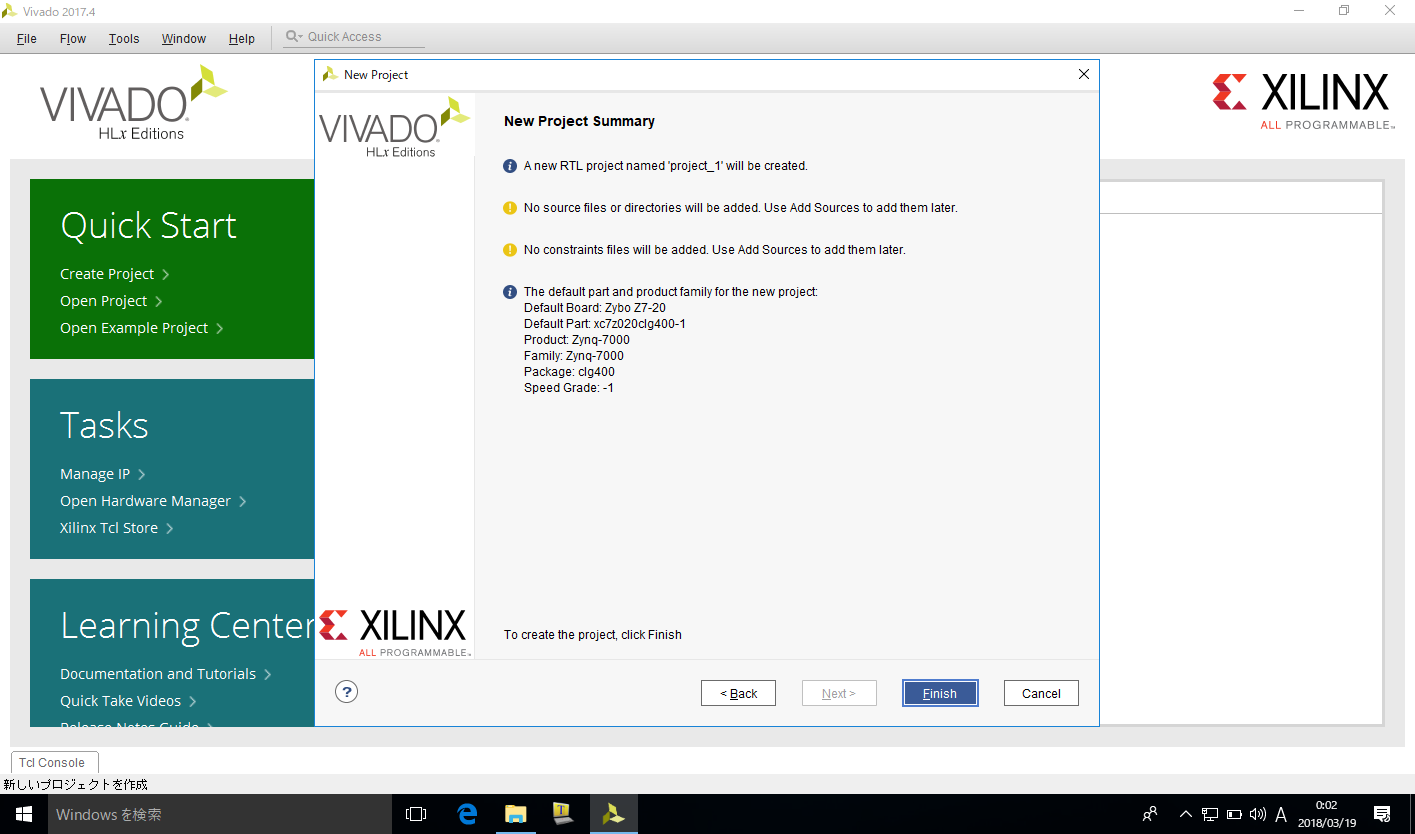 Vivado 2017.4
File Flow Tools Window Help Quick Access
VIVADO
HLx Editions
XILINX
ALL PROGRAMMABLE™
Quick Start
Create Project >
Open Project >
Open Example Project >
Tasks
Manage IP >
Open Hardware Manager >
Xilinx Tcl Store >
Learning Center
Documentation and Tutorials >
Quick Take Videos >
Release Notes Guide >
New Project
VIVADO
HLx Editions
New Project Summary
A new RTL project named 'project_1' will be created.
No source files or directories will be added. Use Add Sources to add them later.
No constraints files will be added. Use Add Sources to add them later.
The default part and product family for the new project:
Default Board: Zybo Z7-20
Default Part: xc7z020clg400-1
Product: Zynq-7000
Family: Zynq-7000
Package: clg400
Speed Grade: -1
XILINX
ALL PROGRAMMABLE™
To create the project, click Finish
?
< Back Next > Finish Cancel
Tcl Console
新しいプロジェクトを作成
Windows を検索
A
0:02
2018/03/19